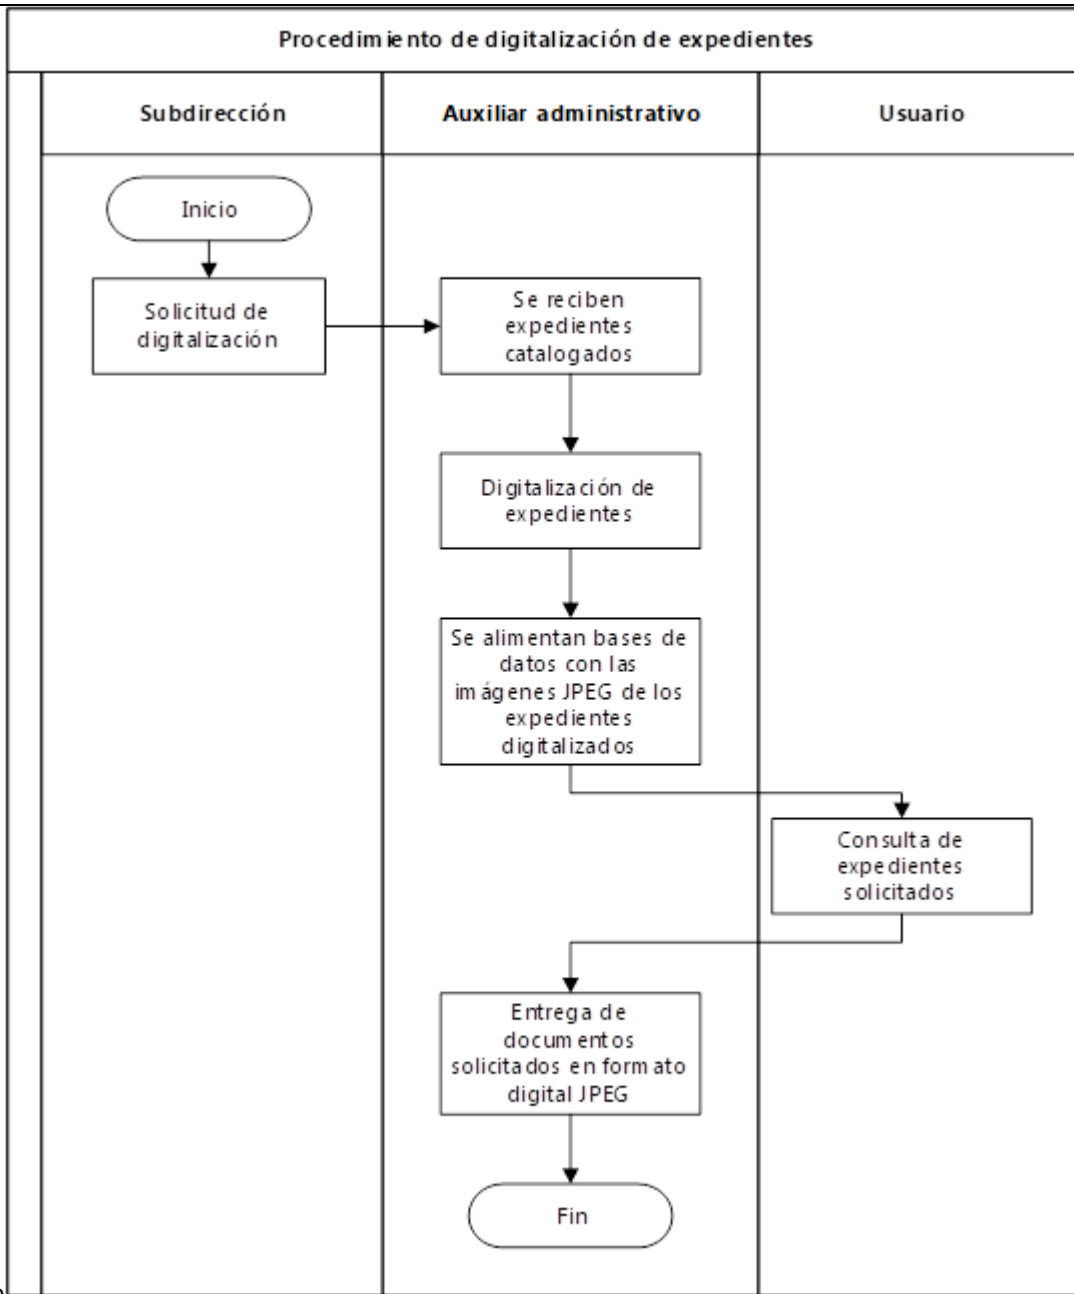 Procedimiento de digitalización de expedientes
Subdirección
Auxiliar administrativo
Usuario
Inicio
Solicitud de
digitalización
Se reciben
expedientes
catalogados
Digitalización de
expedientes
Se alimentan bases de
datos con las
imágenes JPEG de los
expedientes
digitalizados
Consulta de
expedientes
solicitados
Entrega de
documentos
solicitados en formato
digital JPEG
Fin